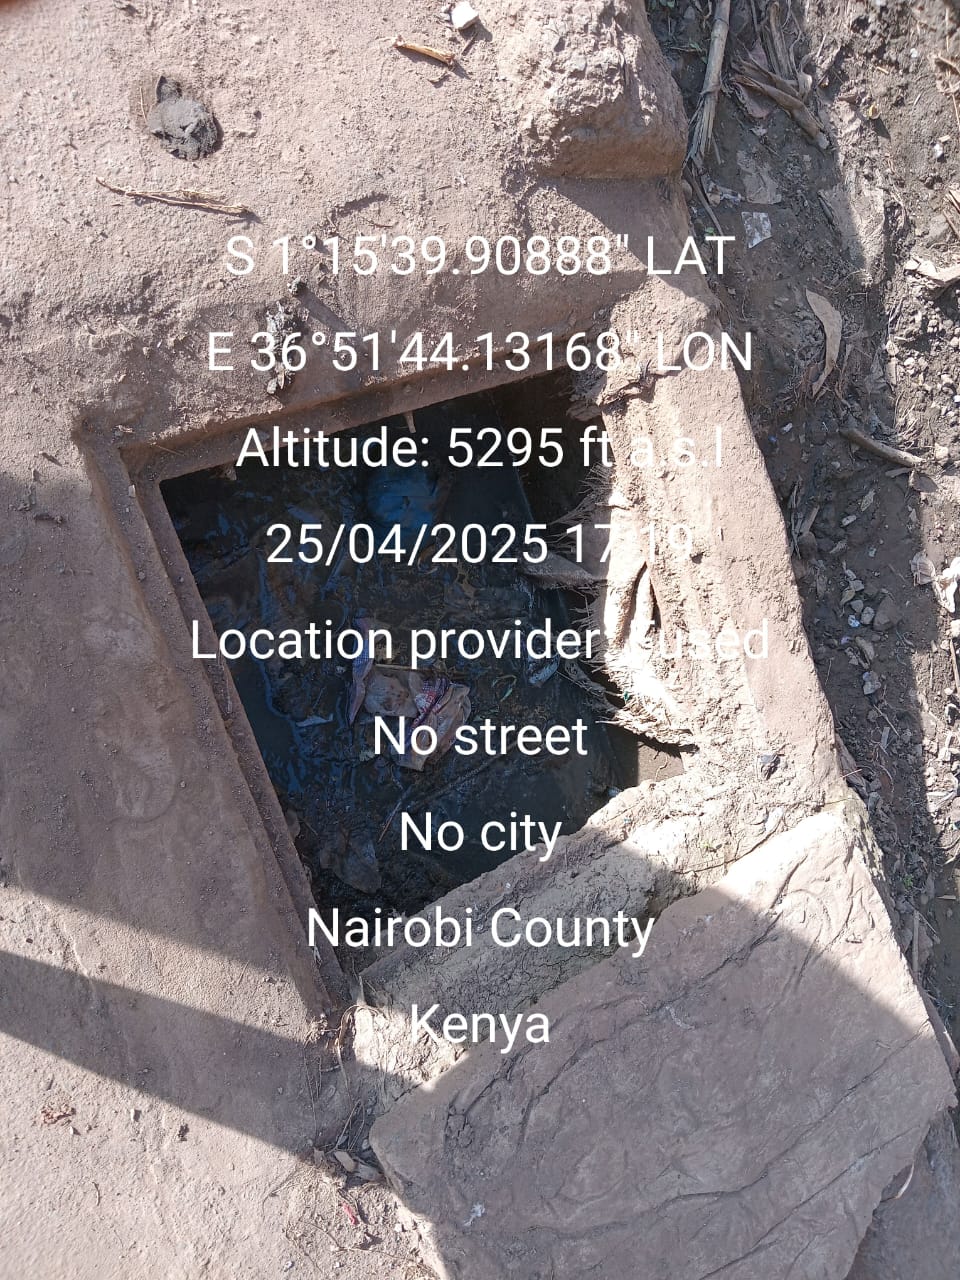 S 1°15'39.90888" LAT
E 36°51'44.13168" LON
Altitude: 5295 ft a.s.l
25/04/2025 17:19
Location provider: Fused
No street
No city
Nairobi County
Kenya